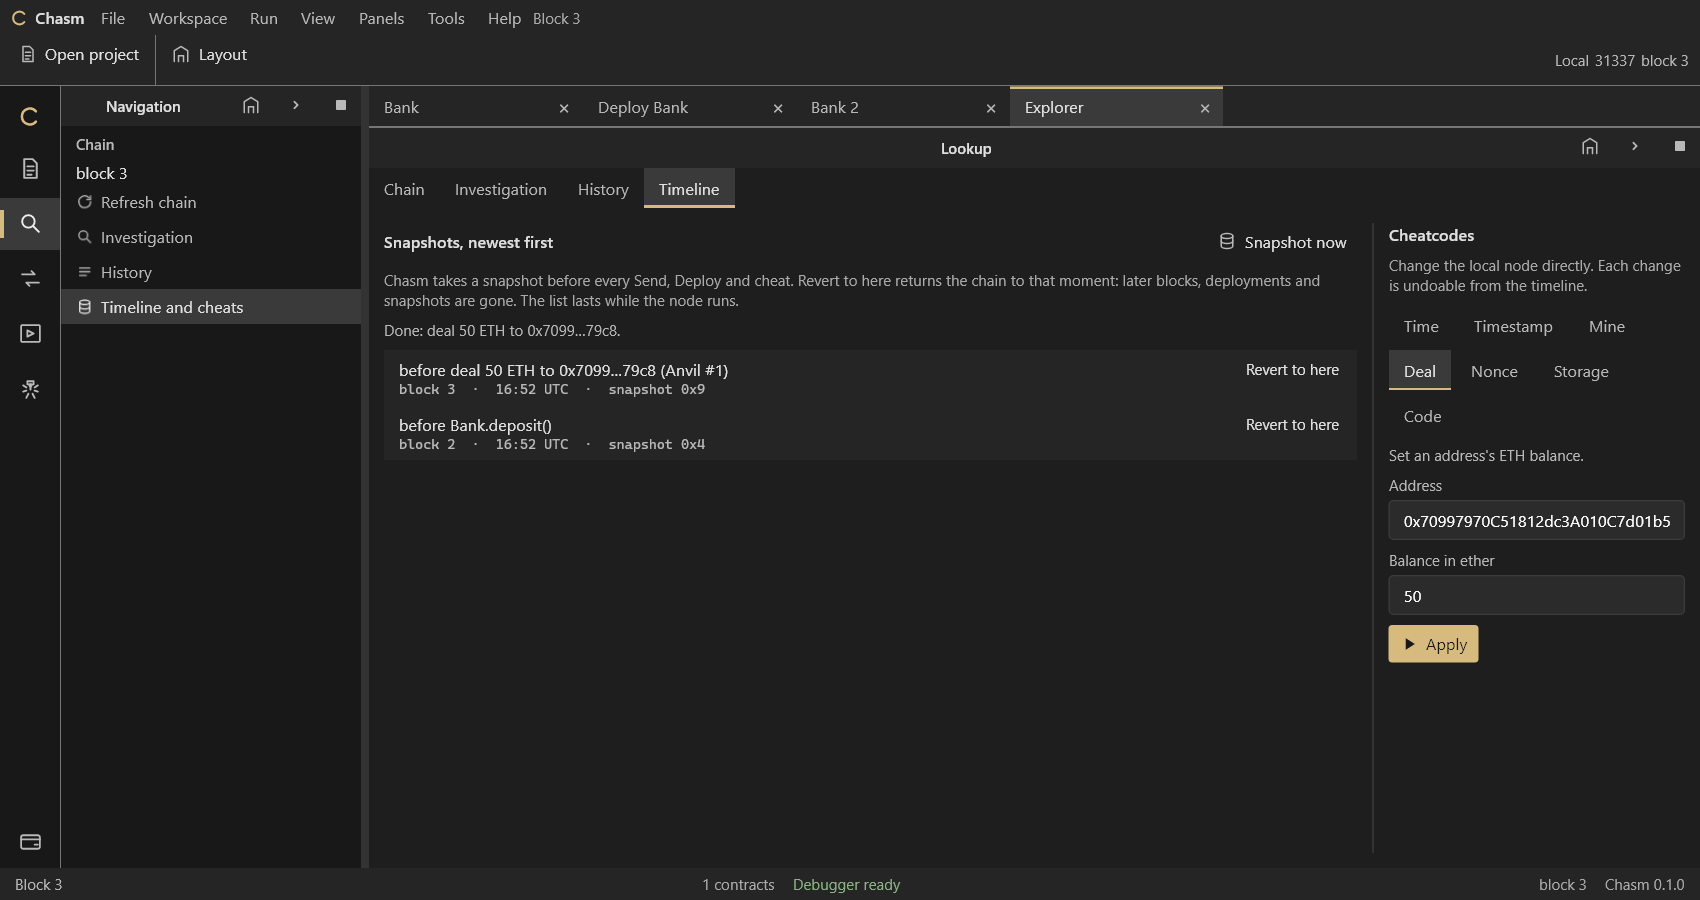 Chasm File Workspace Run View Panels Tools Help Block 3
Open project Layout
Local 31337 block 3
Navigation
Chain
block 3
Refresh chain
Investigation
History
Timeline and cheats
Bank Deploy Bank Bank 2 Explorer
Lookup
Chain Investigation History Timeline
Snapshots, newest first
Snapshot now
Chasm takes a snapshot before every Send, Deploy and cheat. Revert to here returns the chain to that moment: later blocks, deployments and
snapshots are gone. The list lasts while the node runs.
Done: deal 50 ETH to 0x7099…79c8.
before deal 50 ETH to 0x7099…79c8 (Anvil #1)
block 3 · 16:52 UTC · snapshot 0x9
Revert to here
before Bank.deposit()
block 2 · 16:52 UTC · snapshot 0x4
Revert to here
Cheatcodes
Change the local node directly. Each change
is undoable from the timeline.
Time Timestamp Mine
Deal Nonce Storage
Code
Set an address's ETH balance.
Address
0x70997970C51812dc3A010C7d01b5
Balance in ether
50
Apply
Block 3
1 contracts Debugger ready
block 3 Chasm 0.1.0